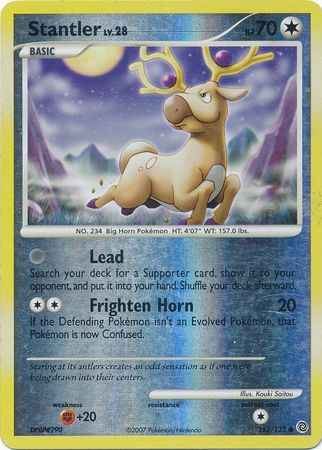 Stantler LV.28
HP 70
BASIC
NO. 234 Big Horn Pokémon HT: 4'07" WT: 157.0 lbs.
Lead
Search your deck for a Supporter card, show it to your
opponent, and put it into your hand. Shuffle your deck afterward.
Frighten Horn 20
If the Defending Pokémon isn't an Evolved Pokémon, that
Pokémon is now Confused.
Staring at its antlers creates an odd sensation as if one were
being drawn into their centers.
Illus. Kouki Saitou
weakness resistance retreat cost
+20
DPBP#290
©2007 Pokémon/Nintendo
/132